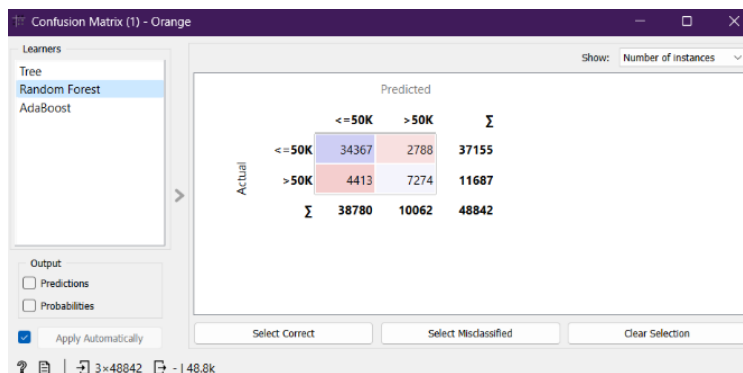 Confusion Matrix (1) - Orange
Learners
Show: Number of instances
Tree
Random Forest
AdaBoost
Predicted
<=50K >50K Σ
<=50K 34367 2788 37155
Actual
>50K 4413 7274 11687
Σ 38780 10062 48842
Output
Predictions
Probabilities
Apply Automatically
Select Correct Select Misclassified Clear Selection
? 3×48842 - | 48.8k